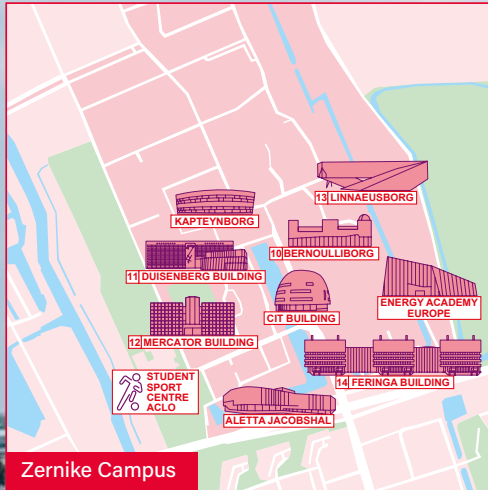 13 LINNAEUSBORG
KAPTEYNBORG
10 BERNOULLIBORG
11 DUISENBERG BUILDING
ENERGY ACADEMY
EUROPE
CIT BUILDING
12 MERCATOR BUILDING
14 FERINGA BUILDING
STUDENT
SPORT
CENTRE
ACLO
ALETTA JACOBSHAL
Zernike Campus